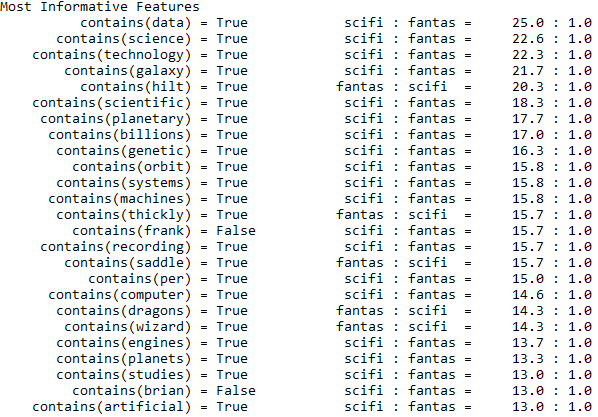 Most Informative Features
contains(data) = True scifi : fantas = 25.0 : 1.0
contains(science) = True scifi : fantas = 22.6 : 1.0
contains(technology) = True scifi : fantas = 22.3 : 1.0
contains(galaxy) = True scifi : fantas = 21.7 : 1.0
contains(hilt) = True fantas : scifi = 20.3 : 1.0
contains(scientific) = True scifi : fantas = 18.3 : 1.0
contains(planetary) = True scifi : fantas = 17.7 : 1.0
contains(billions) = True scifi : fantas = 17.0 : 1.0
contains(genetic) = True scifi : fantas = 16.3 : 1.0
contains(orbit) = True scifi : fantas = 15.8 : 1.0
contains(systems) = True scifi : fantas = 15.8 : 1.0
contains(machines) = True scifi : fantas = 15.8 : 1.0
contains(thickly) = True fantas : scifi = 15.7 : 1.0
contains(frank) = False scifi : fantas = 15.7 : 1.0
contains(recording) = True scifi : fantas = 15.7 : 1.0
contains(saddle) = True fantas : scifi = 15.7 : 1.0
contains(per) = True scifi : fantas = 15.0 : 1.0
contains(computer) = True scifi : fantas = 14.6 : 1.0
contains(dragons) = True fantas : scifi = 14.3 : 1.0
contains(wizard) = True fantas : scifi = 14.3 : 1.0
contains(engines) = True scifi : fantas = 13.7 : 1.0
contains(planets) = True scifi : fantas = 13.3 : 1.0
contains(studies) = True scifi : fantas = 13.0 : 1.0
contains(brian) = False scifi : fantas = 13.0 : 1.0
contains(artificial) = True scifi : fantas = 13.0 : 1.0